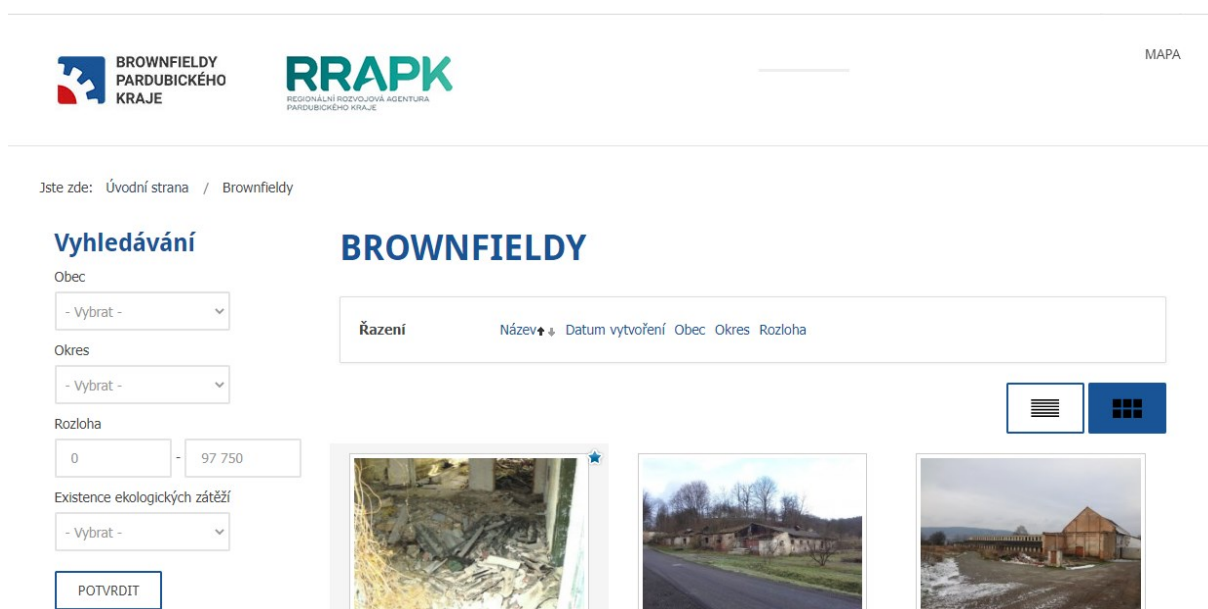 BROWNFIELDY
PARDUBICKÉHO
KRAJE
RRAPK
REGIONÁLNÍ ROZVOJOVÁ AGENTURA
PARDUBICKÉHO KRAJE
MAPA
Jste zde: Úvodní strana / Brownfieldy
Vyhledávání
Obec
- Vybrat -
Okres
- Vybrat -
Rozloha
0 - 97 750
Existence ekologických zátěží
- Vybrat -
POTVRDIT
BROWNFIELDY
Řazení Název Datum vytvoření Obec Okres Rozloha